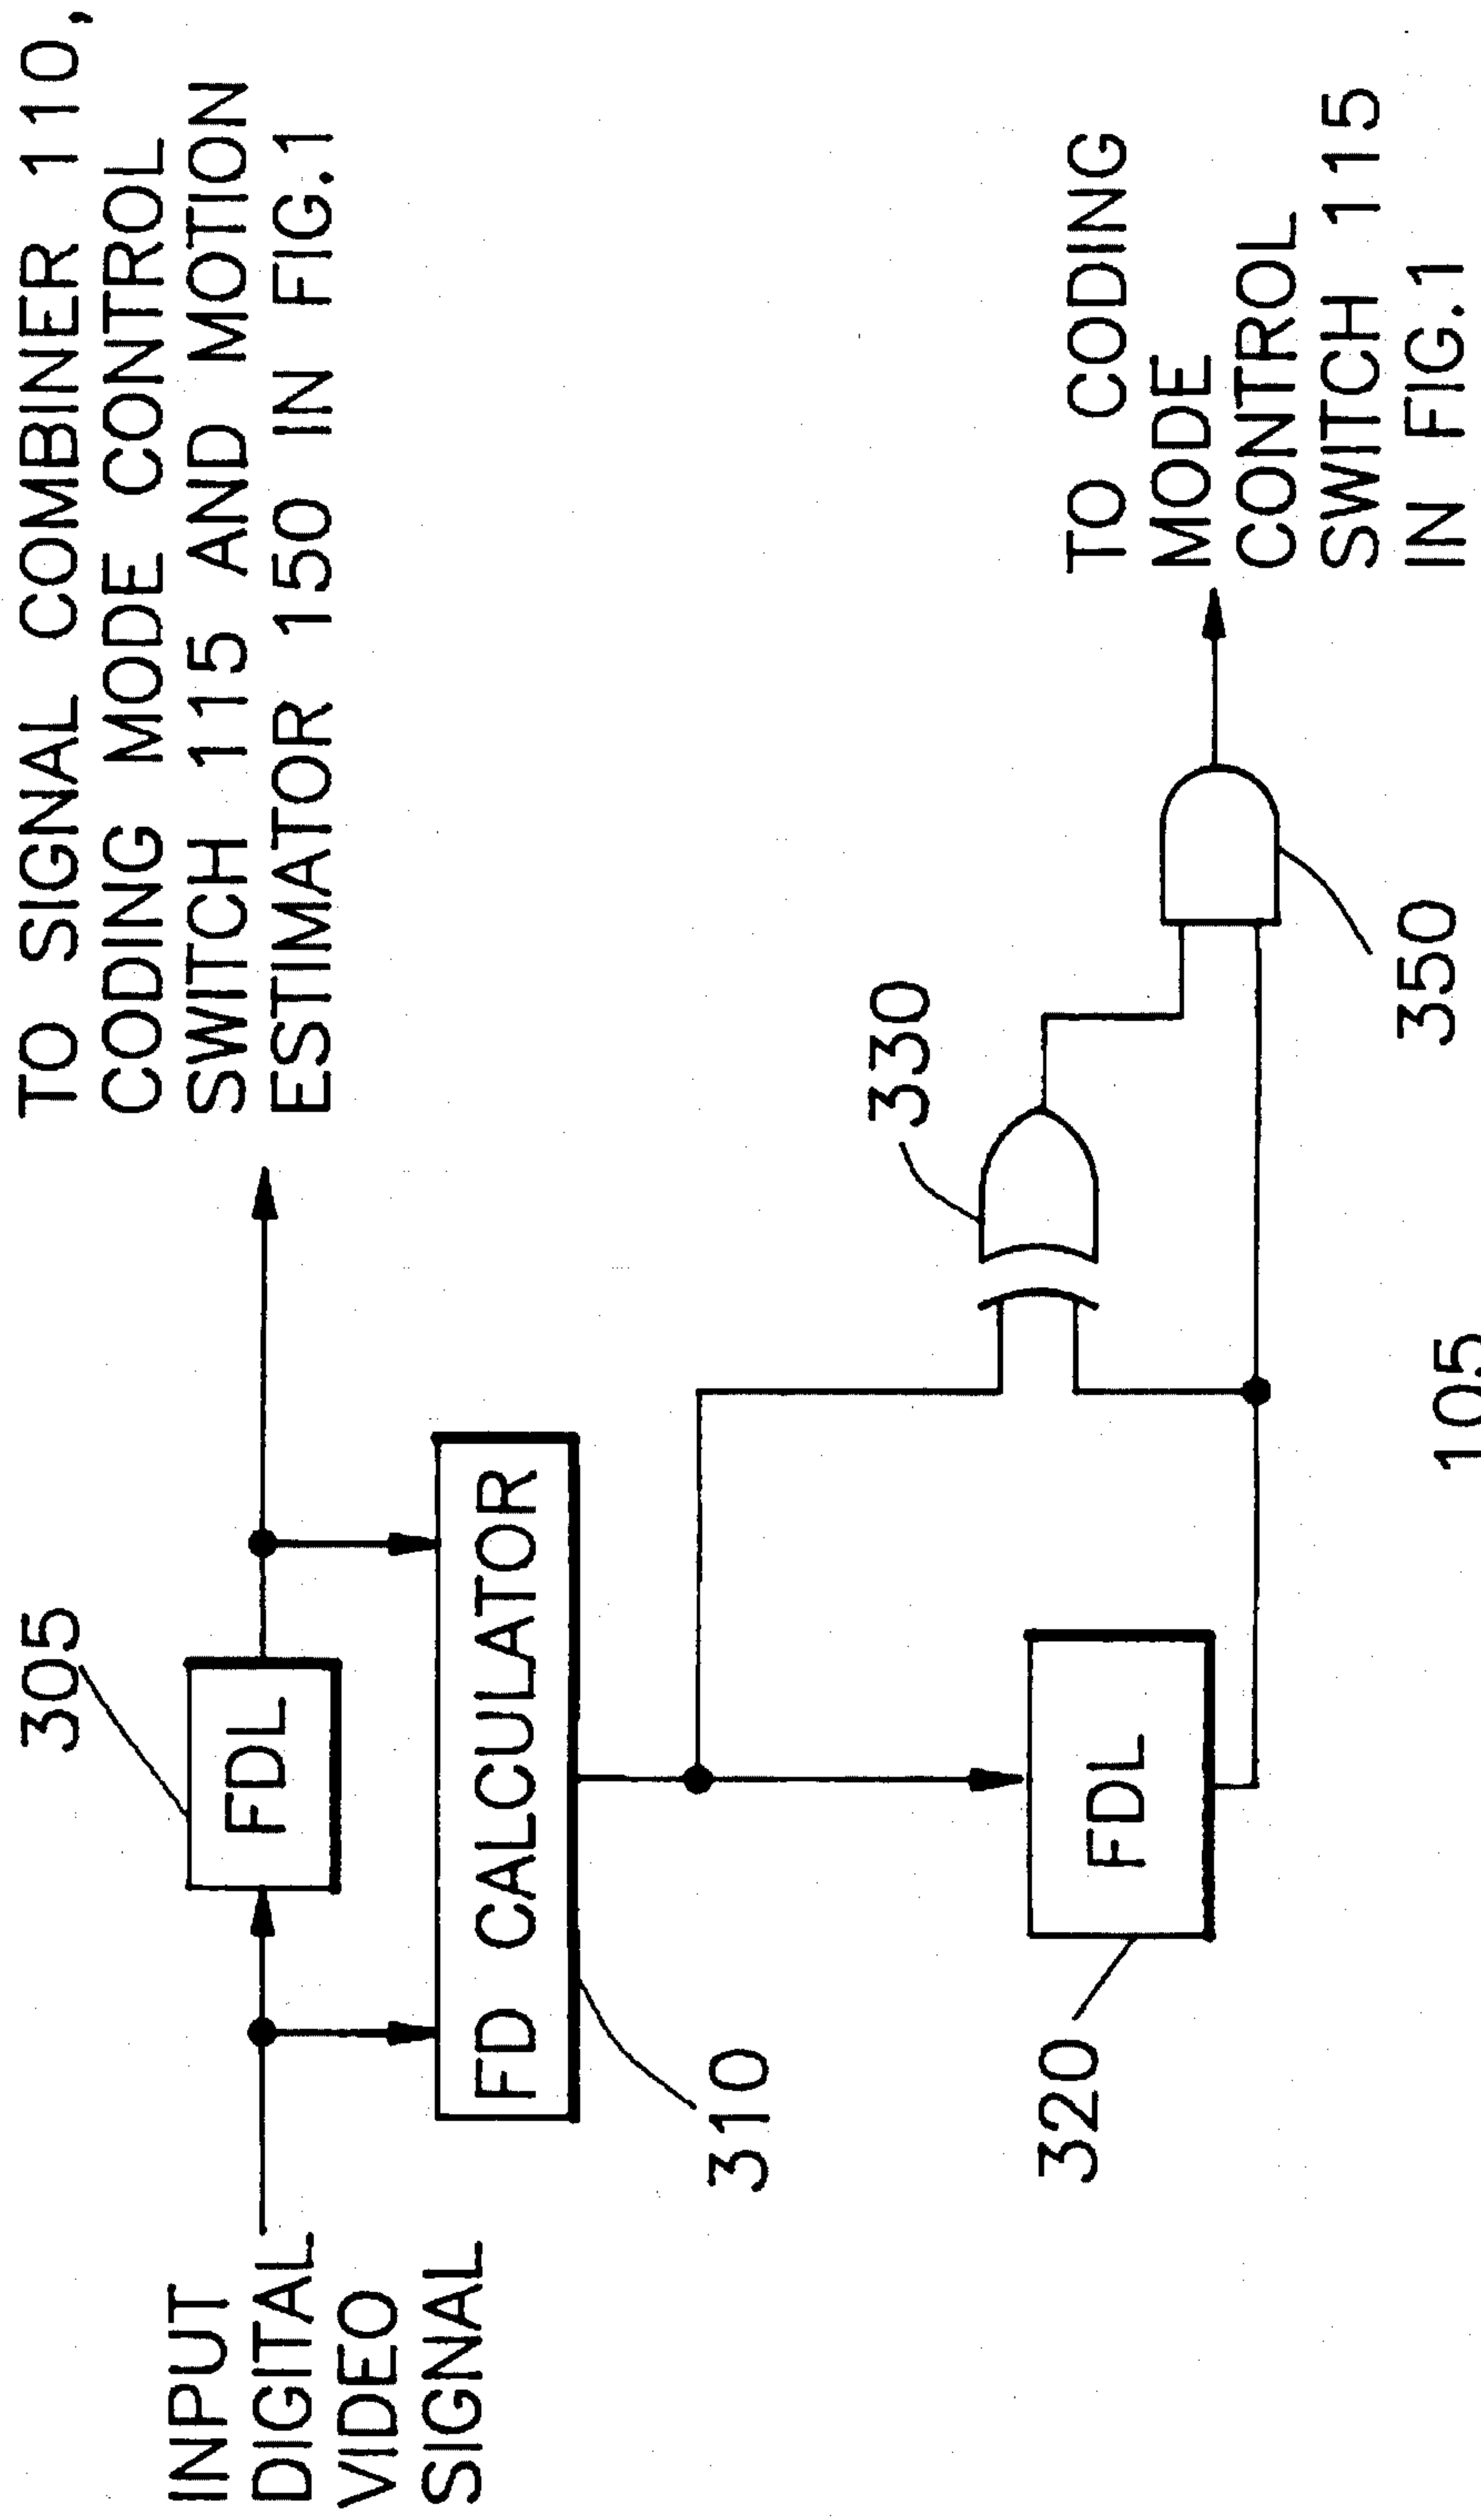 TO SIGNAL COMBINER 110,
CODING MODE CONTROL
SWITCH 115 AND MOTION
ESTIMATOR 150 IN FIG.1
305
FDL
INPUT
DIGITAL
VIDEO
SIGNAL
FD CALCULATOR
310
330
320
FDL
TO CODING
MODE
CONTROL
SWITCH 115
IN FIG.1
350
105